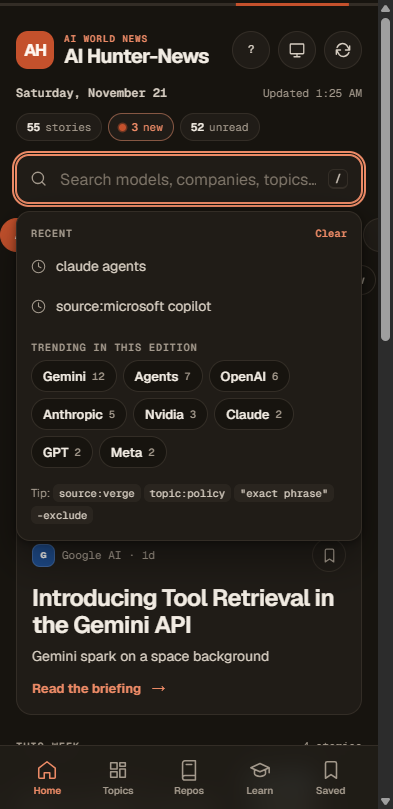 AH
AI WORLD NEWS
AI Hunter-News
?
Saturday, November 21
Updated 1:25 AM
55 stories
3 new
52 unread
Search models, companies, topics…
/
RECENT
Clear
claude agents
source:microsoft copilot
TRENDING IN THIS EDITION
Gemini 12
Agents 7
OpenAI 6
Anthropic 5
Nvidia 3
Claude 2
GPT 2
Meta 2
Tip: source:verge topic:policy "exact phrase"
-exclude
G
Google AI · 1d
Introducing Tool Retrieval in
the Gemini API
Gemini spark on a space background
Read the briefing →
THIS WEEK
4 stories
Home
Topics
Repos
Learn
Saved